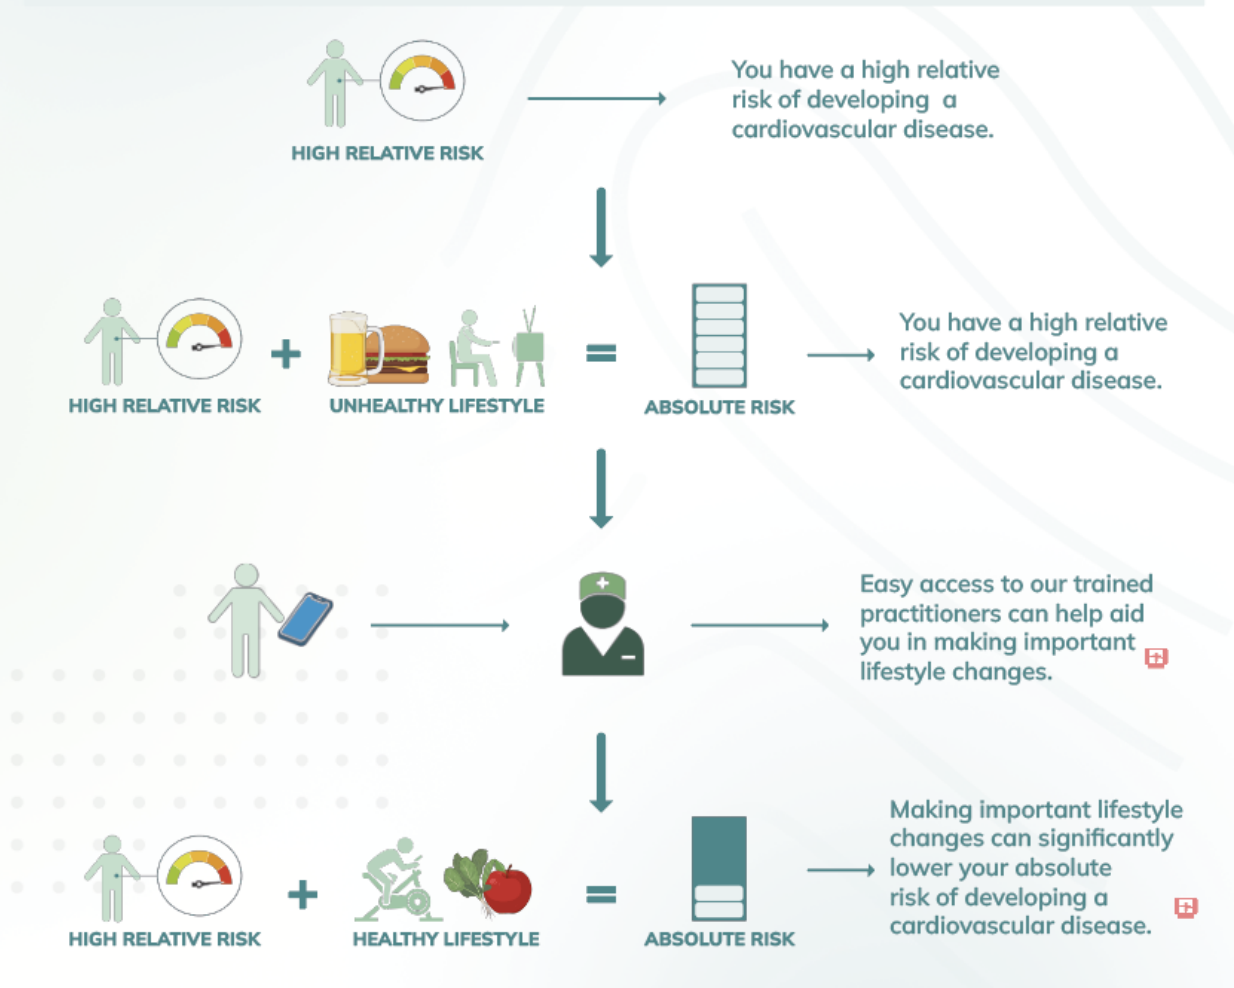 You have a high relative
risk of developing a
cardiovascular disease.
HIGH RELATIVE RISK
You have a high relative
risk of developing a
cardiovascular disease.
HIGH RELATIVE RISK
UNHEALTHY LIFESTYLE
ABSOLUTE RISK
Easy access to our trained
practitioners can help aid
you in making important
lifestyle changes.
Making important lifestyle
changes can significantly
lower your absolute
risk of developing a
cardiovascular disease.
HIGH RELATIVE RISK
HEALTHY LIFESTYLE
ABSOLUTE RISK